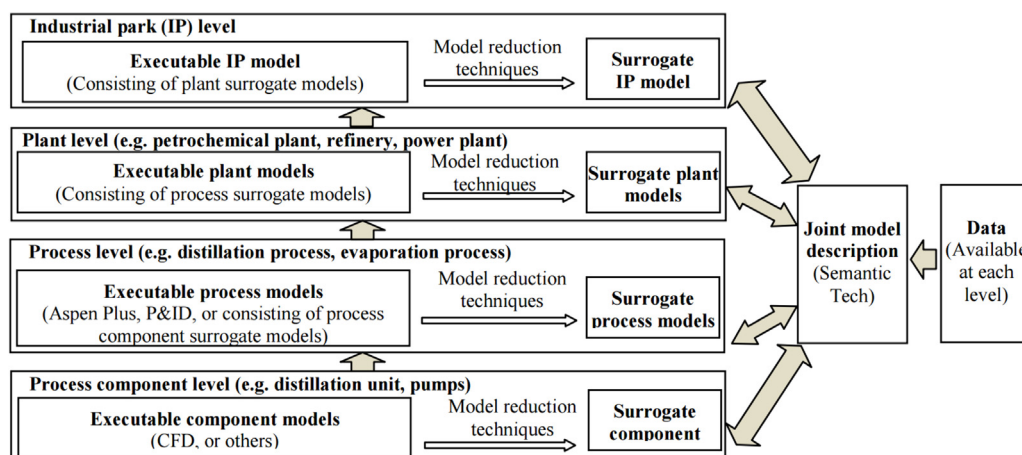 Industrial park (IP) level
Executable IP model
(Consisting of plant surrogate models)
Model reduction
techniques
Surrogate
IP model
Plant level (e.g. petrochemical plant, refinery, power plant)
Executable plant models
(Consisting of process surrogate models)
Model reduction
techniques
Surrogate plant
models
Process level (e.g. distillation process, evaporation process)
Executable process models
(Aspen Plus, P&ID, or consisting of process
component surrogate models)
Model reduction
techniques
Surrogate
process models
Process component level (e.g. distillation unit, pumps)
Executable component models
(CFD, or others)
Model reduction
techniques
Surrogate
component
Joint model
description
(Semantic
Tech)
Data
(Available
at each
level)